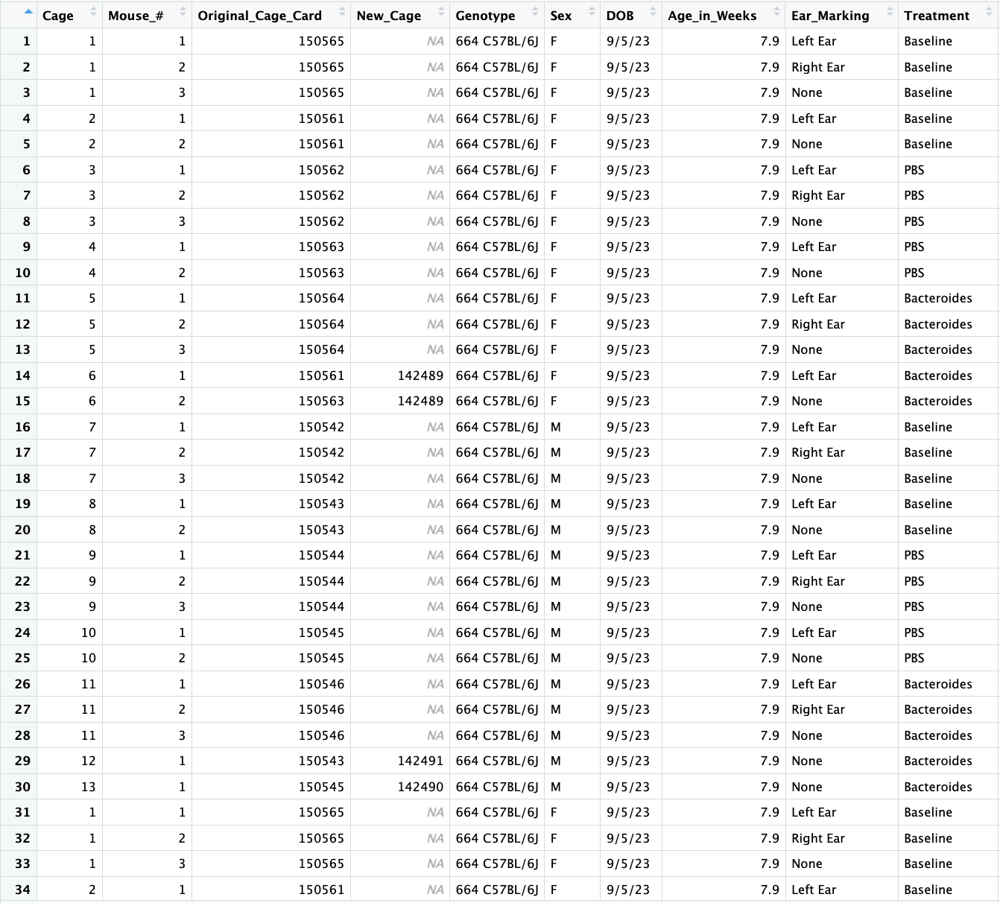 Cage Mouse_# Original_Cage_Card New_Cage Genotype Sex DOB Age_in_Weeks Ear_Marking Treatment
1 1 1 150565 NA 664 C57BL/6J F 9/5/23 7.9 Left Ear Baseline
2 1 2 150565 NA 664 C57BL/6J F 9/5/23 7.9 Right Ear Baseline
3 1 3 150565 NA 664 C57BL/6J F 9/5/23 7.9 None Baseline
4 2 1 150561 NA 664 C57BL/6J F 9/5/23 7.9 Left Ear Baseline
5 2 2 150561 NA 664 C57BL/6J F 9/5/23 7.9 None Baseline
6 3 1 150562 NA 664 C57BL/6J F 9/5/23 7.9 Left Ear PBS
7 3 2 150562 NA 664 C57BL/6J F 9/5/23 7.9 Right Ear PBS
8 3 3 150562 NA 664 C57BL/6J F 9/5/23 7.9 None PBS
9 4 1 150563 NA 664 C57BL/6J F 9/5/23 7.9 Left Ear PBS
10 4 2 150563 NA 664 C57BL/6J F 9/5/23 7.9 None PBS
11 5 1 150564 NA 664 C57BL/6J F 9/5/23 7.9 Left Ear Bacteroides
12 5 2 150564 NA 664 C57BL/6J F 9/5/23 7.9 Right Ear Bacteroides
13 5 3 150564 NA 664 C57BL/6J F 9/5/23 7.9 None Bacteroides
14 6 1 150561 142489 664 C57BL/6J F 9/5/23 7.9 Left Ear Bacteroides
15 6 2 150563 142489 664 C57BL/6J F 9/5/23 7.9 None Bacteroides
16 7 1 150542 NA 664 C57BL/6J M 9/5/23 7.9 Left Ear Baseline
17 7 2 150542 NA 664 C57BL/6J M 9/5/23 7.9 Right Ear Baseline
18 7 3 150542 NA 664 C57BL/6J M 9/5/23 7.9 None Baseline
19 8 1 150543 NA 664 C57BL/6J M 9/5/23 7.9 Left Ear Baseline
20 8 2 150543 NA 664 C57BL/6J M 9/5/23 7.9 None Baseline
21 9 1 150544 NA 664 C57BL/6J M 9/5/23 7.9 Left Ear PBS
22 9 2 150544 NA 664 C57BL/6J M 9/5/23 7.9 Right Ear PBS
23 9 3 150544 NA 664 C57BL/6J M 9/5/23 7.9 None PBS
24 10 1 150545 NA 664 C57BL/6J M 9/5/23 7.9 Left Ear PBS
25 10 2 150545 NA 664 C57BL/6J M 9/5/23 7.9 None PBS
26 11 1 150546 NA 664 C57BL/6J M 9/5/23 7.9 Left Ear Bacteroides
27 11 2 150546 NA 664 C57BL/6J M 9/5/23 7.9 Right Ear Bacteroides
28 11 3 150546 NA 664 C57BL/6J M 9/5/23 7.9 None Bacteroides
29 12 1 150543 142491 664 C57BL/6J M 9/5/23 7.9 None Bacteroides
30 13 1 150545 142490 664 C57BL/6J M 9/5/23 7.9 None Bacteroides
31 1 1 150565 NA 664 C57BL/6J F 9/5/23 7.9 Left Ear Baseline
32 1 2 150565 NA 664 C57BL/6J F 9/5/23 7.9 Right Ear Baseline
33 1 3 150565 NA 664 C57BL/6J F 9/5/23 7.9 None Baseline
34 2 1 150561 NA 664 C57BL/6J F 9/5/23 7.9 Left Ear Baseline